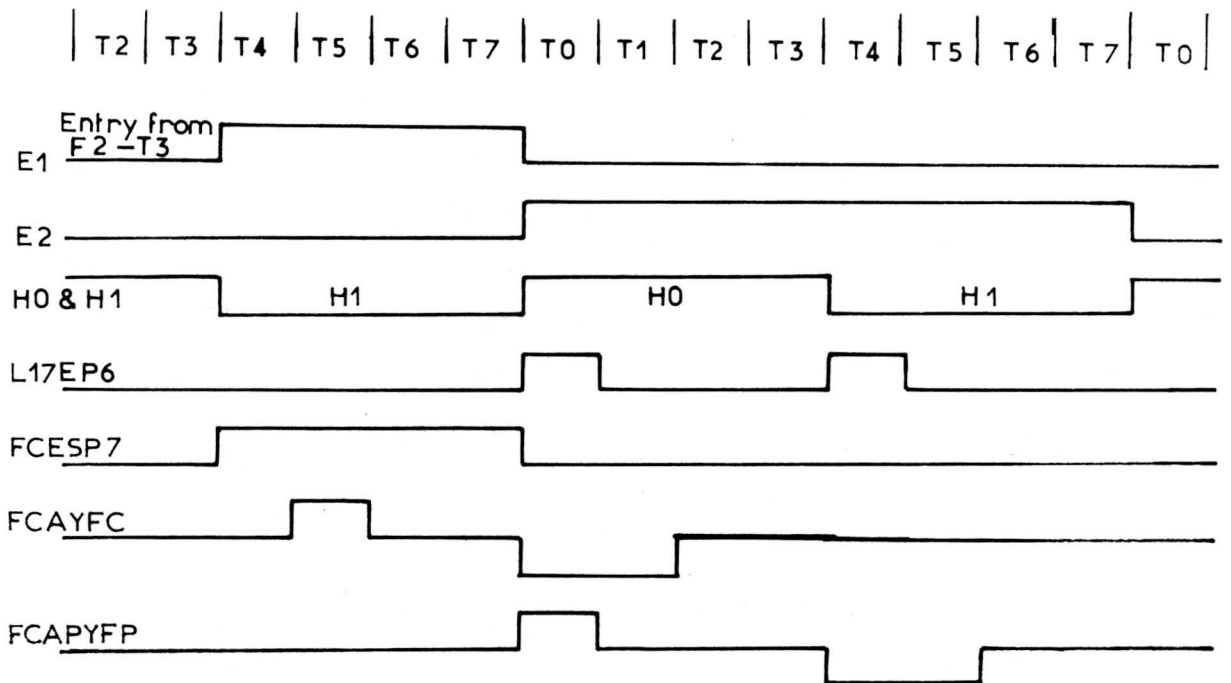 T2 T3 T4 T5 T6 T7 T0 T1 T2 T3 T4 T5 T6 T7 T0
Entry from
F2-T3
E1
E2
H0 & H1 H1 H0 H1
L17EP6
FCESP7
FCAYFC
FCAPYFP